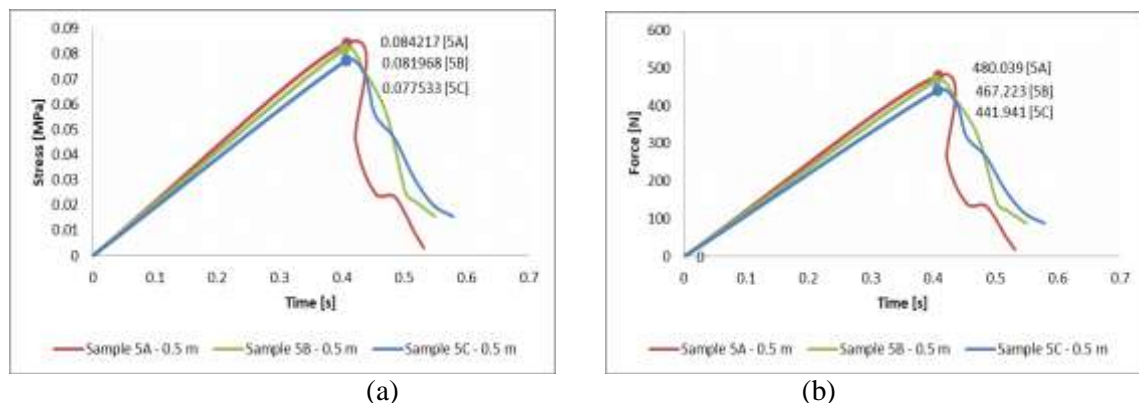 0.09
0.08
0.07
0.06
0.05
0.04
0.03
0.02
0.01
0
Stress [MPa]
0.084217 [5A]
0.081968 [5B]
0.077533 [5C]
0 0.1 0.2 0.3 0.4 0.5 0.6 0.7
Time [s]
Sample 5A - 0.5 m Sample 5B - 0.5 m Sample 5C - 0.5 m
(a)
600
500
400
300
200
100
0
Force [N]
480.039 [5A]
467.223 [5B]
441.941 [5C]
0 0.1 0.2 0.3 0.4 0.5 0.6 0.7
Time [s]
Sample 5A - 0.5 m Sample 5B - 0.5 m Sample 5C - 0.5 m
(b)